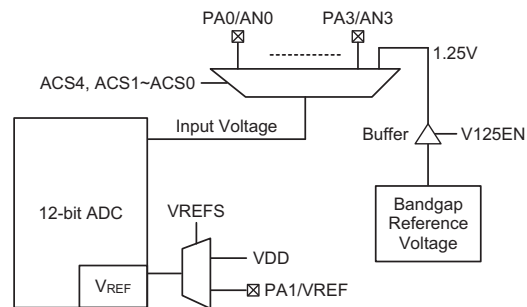 PA0/AN0
PA3/AN3
1.25V
ACS4, ACS1~ACS0
Input Voltage
Buffer
V125EN
12-bit ADC
VREFS
Bandgap
Reference
Voltage
VDD
VREF
PA1/VREF